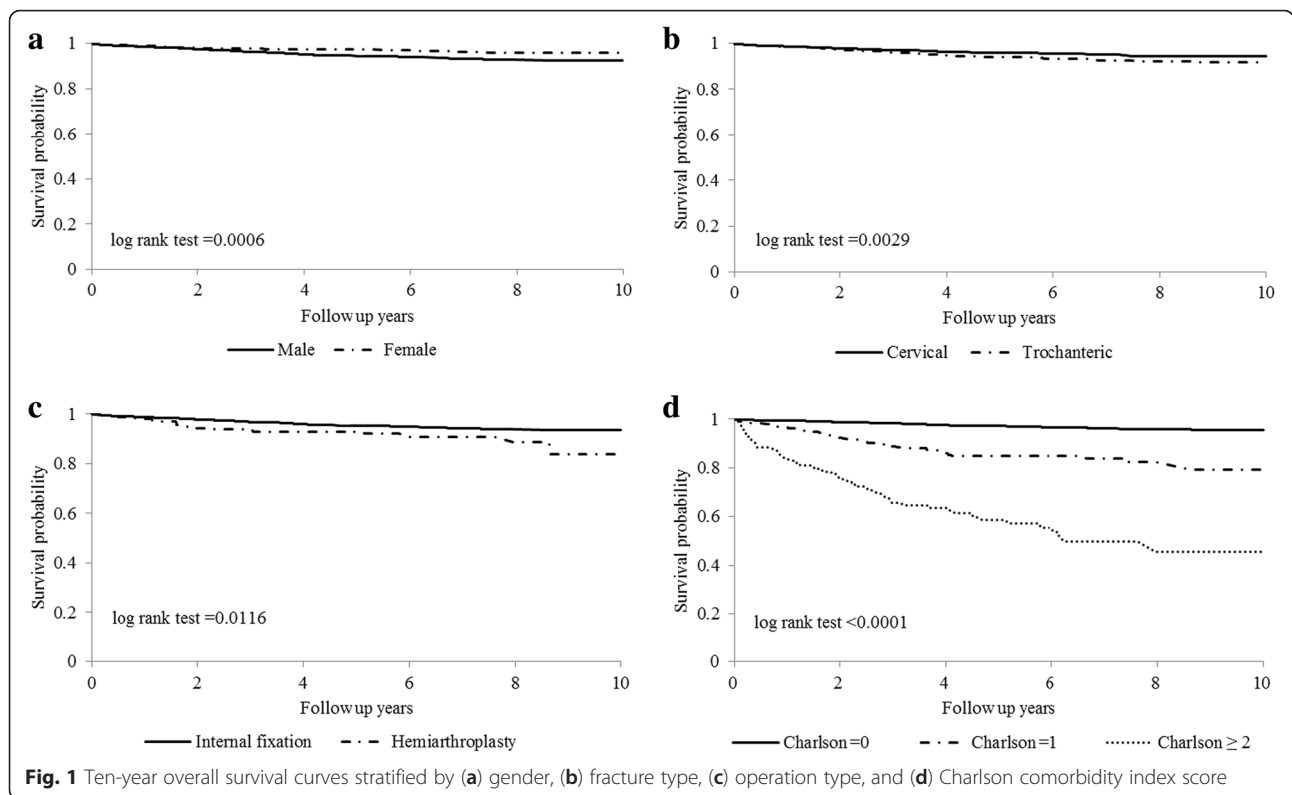 a
1
0.8
0.6
0.4
0.2
0
Survival probability
log rank test =0.0006
0 2 4 6 8 10
Follow up years
Male Female
b
1
0.8
0.6
0.4
0.2
0
Survival probability
log rank test =0.0029
0 2 4 6 8 10
Follow up years
Cervical Trochanteric
c
1
0.8
0.6
0.4
0.2
0
Survival probability
log rank test =0.0116
0 2 4 6 8 10
Follow up years
Internal fixation Hemiarthroplasty
d
1
0.8
0.6
0.4
0.2
0
Survival probability
log rank test <0.0001
0 2 4 6 8 10
Follow up years
Charlson =0 Charlson =1 Charlson ≥ 2
Fig. 1 Ten-year overall survival curves stratified by (a) gender, (b) fracture type, (c) operation type, and (d) Charlson comorbidity index score